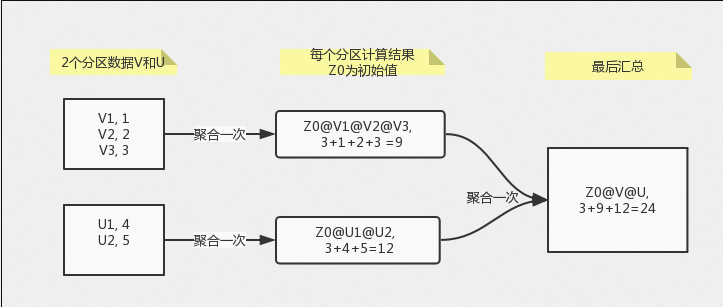 2个分区数据V和U
每个分区计算结果
Z0为初始值
最后汇总
V1, 1
V2, 2
V3, 3
聚合一次
Z0@V1@V2@V3,
3+1+2+3 =9
聚合一次
Z0@V@U,
3+9+12=24
U1, 4
U2, 5
聚合一次
Z0@U1@U2,
3+4+5=12